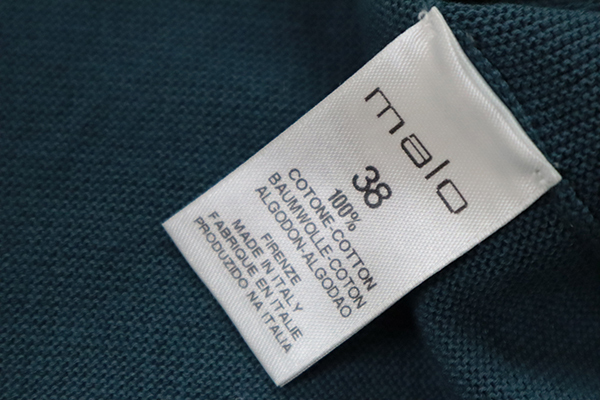 malo
38
100%
COTONE-COTTON
BAUMWOLLE-COTON
ALGODON-ALGODAO
FIRENZE
MADE IN ITALY
FABRIQUE EN ITALIE
PRODUZIDO NA ITALIA